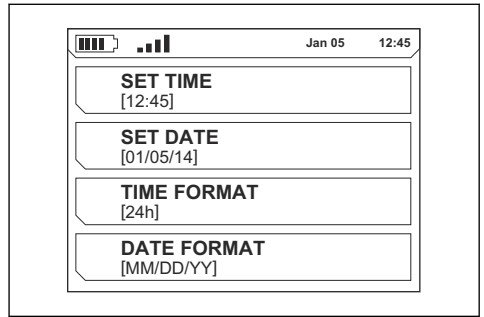 Jan 05 12:45
SET TIME
[12:45]
SET DATE
[01/05/14]
TIME FORMAT
[24h]
DATE FORMAT
[MM/DD/YY]